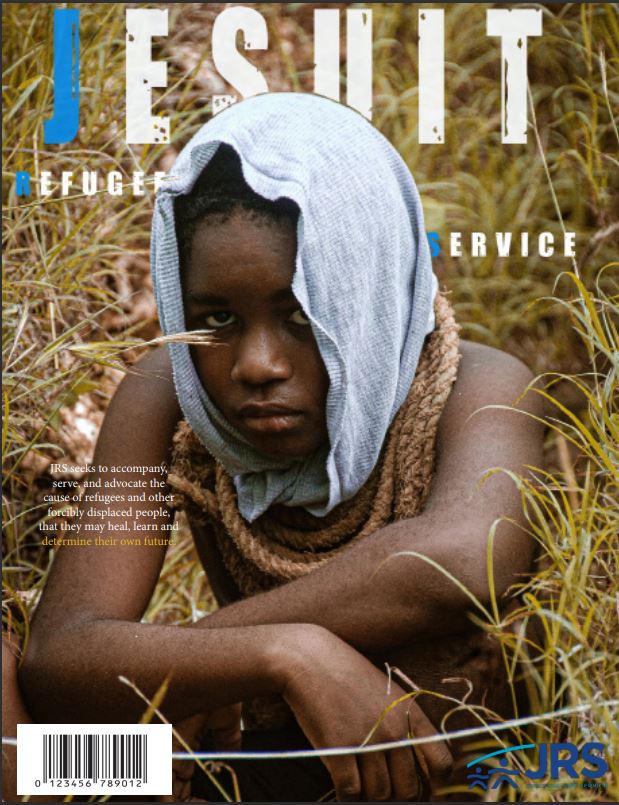 JESUIT
REFUGEE
SERVICE
JRS seeks to accompany,
serve, and advocate the
cause of refugees and other
forcibly displaced people,
that they may heal, learn and
determine their own future.
0 123456 789012
JRS